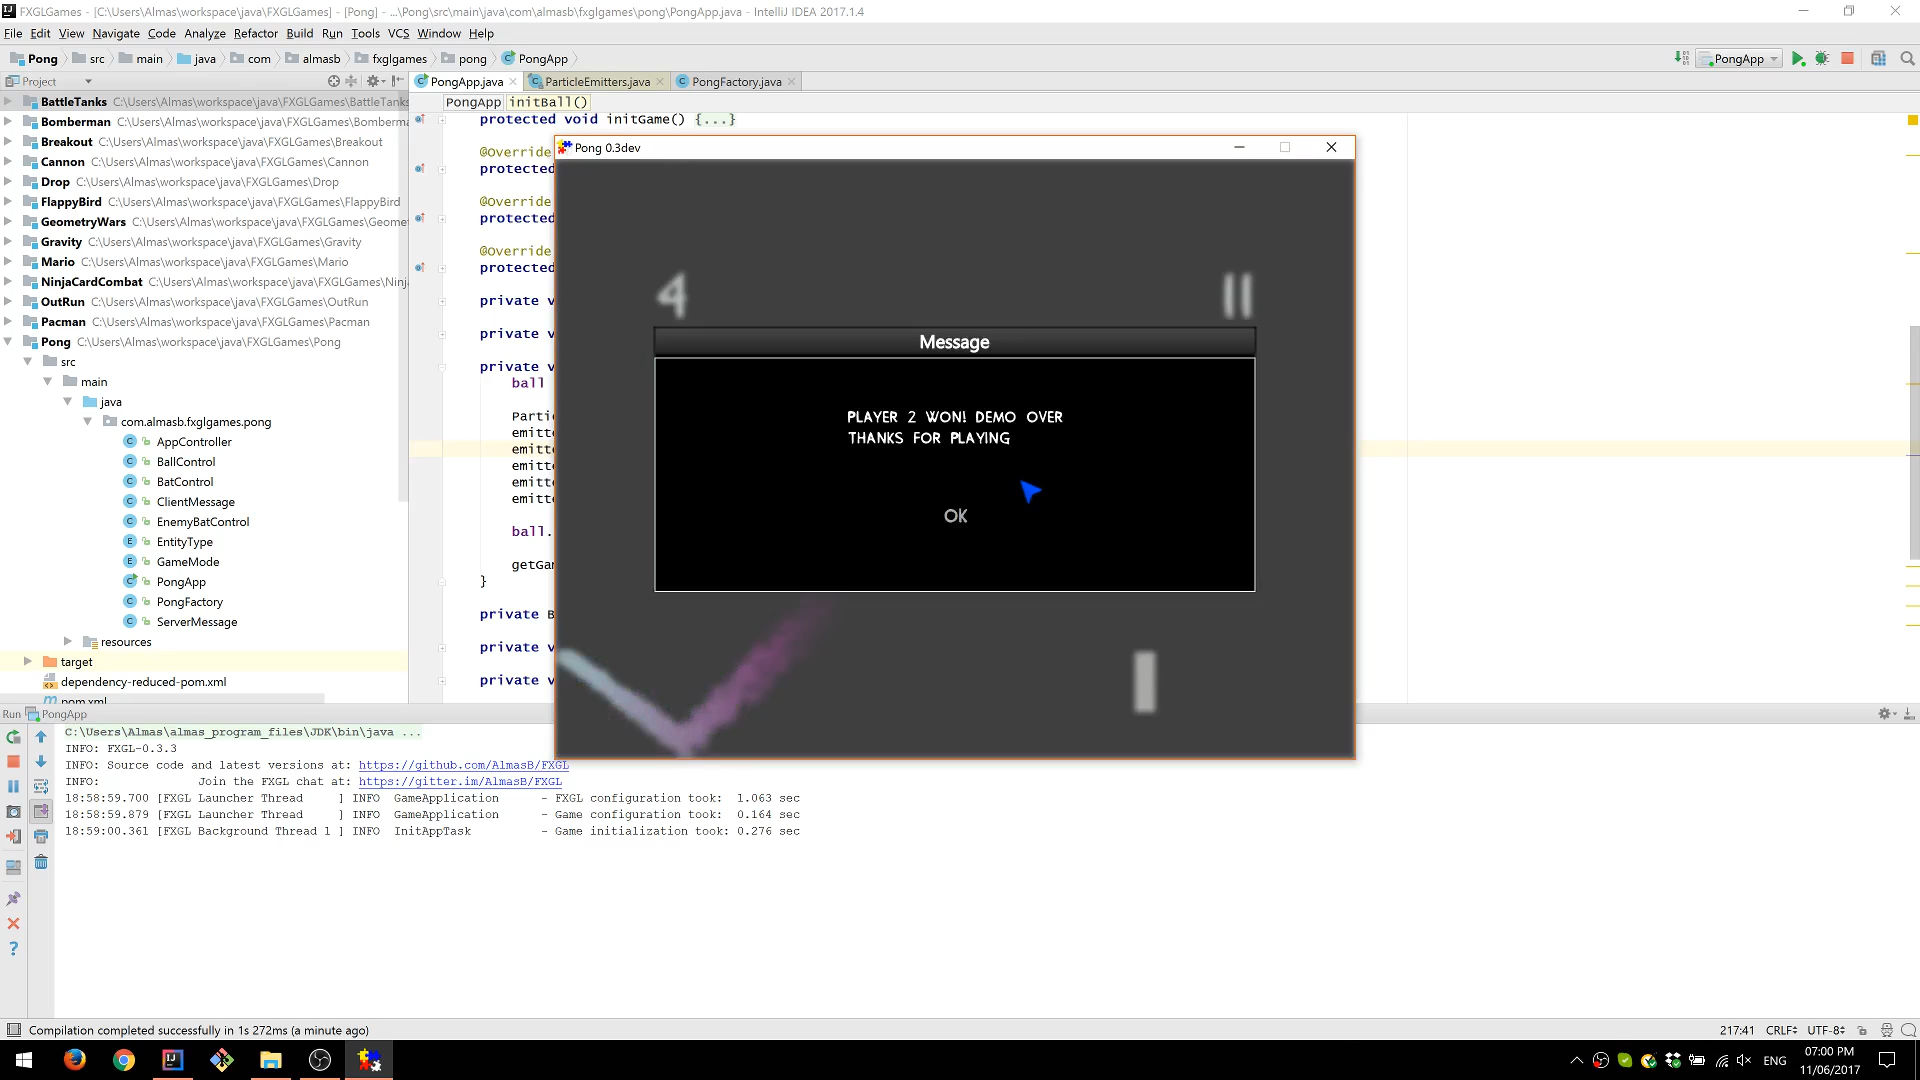 FXGLGames - [C:\Users\Almas\workspace\java\FXGLGames] - [Pong] - ...\Pong\src\main\java\com\almasb\fxglgames\pong\PongApp.java - IntelliJ IDEA 2017.1.4
File Edit View Navigate Code Analyze Refactor Build Run Tools VCS Window Help
Pong src main java com almasb fxglgames pong PongApp PongApp
Project PongApp.java ParticleEmitters.java PongFactory.java
PongApp initBall()
BattleTanks C:\Users\Almas\workspace\java\FXGLGames\BattleTanks
Bomberman C:\Users\Almas\workspace\java\FXGLGames\Bomberma
Breakout C:\Users\Almas\workspace\java\FXGLGames\Breakout
Cannon C:\Users\Almas\workspace\java\FXGLGames\Cannon
Drop C:\Users\Almas\workspace\java\FXGLGames\Drop
FlappyBird C:\Users\Almas\workspace\java\FXGLGames\FlappyBird
GeometryWars C:\Users\Almas\workspace\java\FXGLGames\Geome
Gravity C:\Users\Almas\workspace\java\FXGLGames\Gravity
Mario C:\Users\Almas\workspace\java\FXGLGames\Mario
NinjaCardCombat C:\Users\Almas\workspace\java\FXGLGames\Ninj
OutRun C:\Users\Almas\workspace\java\FXGLGames\OutRun
Pacman C:\Users\Almas\workspace\java\FXGLGames\Pacman
Pong C:\Users\Almas\workspace\java\FXGLGames\Pong
src
main
java
com.almasb.fxglgames.pong
AppController
BallControl
BatControl
ClientMessage
EnemyBatControl
EntityType
GameMode
PongApp
PongFactory
ServerMessage
resources
target
dependency-reduced-pom.xml
pom.xml
protected void initGame() {...}
@Override
protected
@Override
protected
@Override
protected
private v
private v
private v
ball
Parti
emitte
emitte
emitte
emitte
emitte
ball.
getGam
}
private B
private v
private v
Pong 0.3dev
4 11
Message
PLAYER 2 WON! DEMO OVER
THANKS FOR PLAYING
OK
Run PongApp
C:\Users\Almas\almas_program_files\JDK\bin\java ...
INFO: FXGL-0.3.3
INFO: Source code and latest versions at: https://github.com/AlmasB/FXGL
INFO: Join the FXGL chat at: https://gitter.im/AlmasB/FXGL
18:58:59.700 [FXGL Launcher Thread ] INFO GameApplication - FXGL configuration took: 1.063 sec
18:58:59.879 [FXGL Launcher Thread ] INFO GameApplication - Game configuration took: 0.164 sec
18:59:00.361 [FXGL Background Thread 1 ] INFO InitAppTask - Game initialization took: 0.276 sec
Compilation completed successfully in 1s 272ms (a minute ago)
217:41 CRLF UTF-8
ENG
07:00 PM
11/06/2017